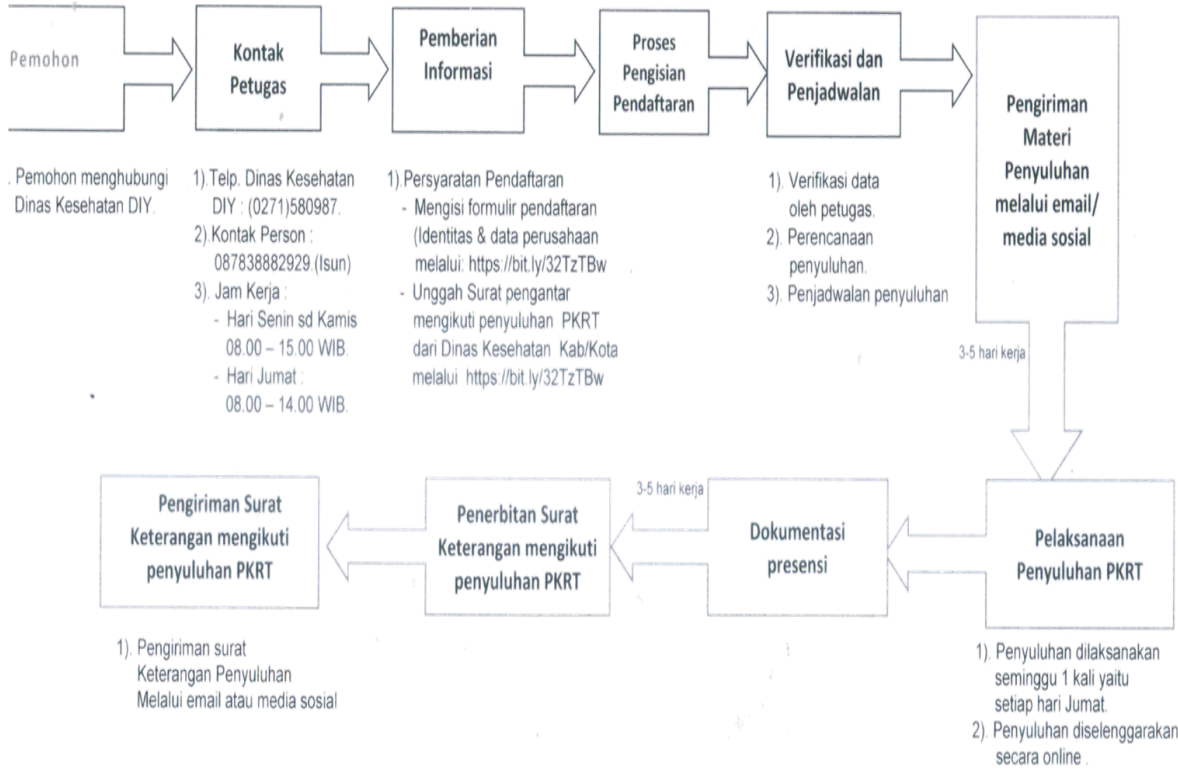 Pemohon
. Pemohon menghubungi
Dinas Kesehatan DIY.
Kontak
Petugas
1).Telp. Dinas Kesehatan
DIY : (0271)580987.
2).Kontak Person :
087838882929.(Isun)
3). Jam Kerja :
- Hari Senin sd Kamis
08.00 – 15.00 WIB.
- Hari Jumat :
08.00 – 14.00 WIB.
Pemberian
Informasi
1).Persyaratan Pendaftaran
- Mengisi formulir pendaftaran
(Identitas & data perusahaan
melalui: https://bit.ly/32TzTBw
- Unggah Surat pengantar
mengikuti penyuluhan PKRT
dari Dinas Kesehatan Kab/Kota
melalui https://bit.ly/32TzTBw
Proses
Pengisian
Pendaftaran
Verifikasi dan
Penjadwalan
1). Verifikasi data
oleh petugas.
2). Perencanaan
penyuluhan.
3). Penjadwalan penyuluhan
Pengiriman
Materi
Penyuluhan
melalui email/
media sosial
3-5 hari kerja
Pelaksanaan
Penyuluhan PKRT
1). Penyuluhan dilaksanakan
seminggu 1 kali yaitu
setiap hari Jumat.
2). Penyuluhan diselenggarakan
secara online .
Dokumentasi
presensi
3-5 hari kerja
Penerbitan Surat
Keterangan mengikuti
penyuluhan PKRT
Pengiriman Surat
Keterangan mengikuti
penyuluhan PKRT
1). Pengiriman surat
Keterangan Penyuluhan
Melalui email atau media sosial